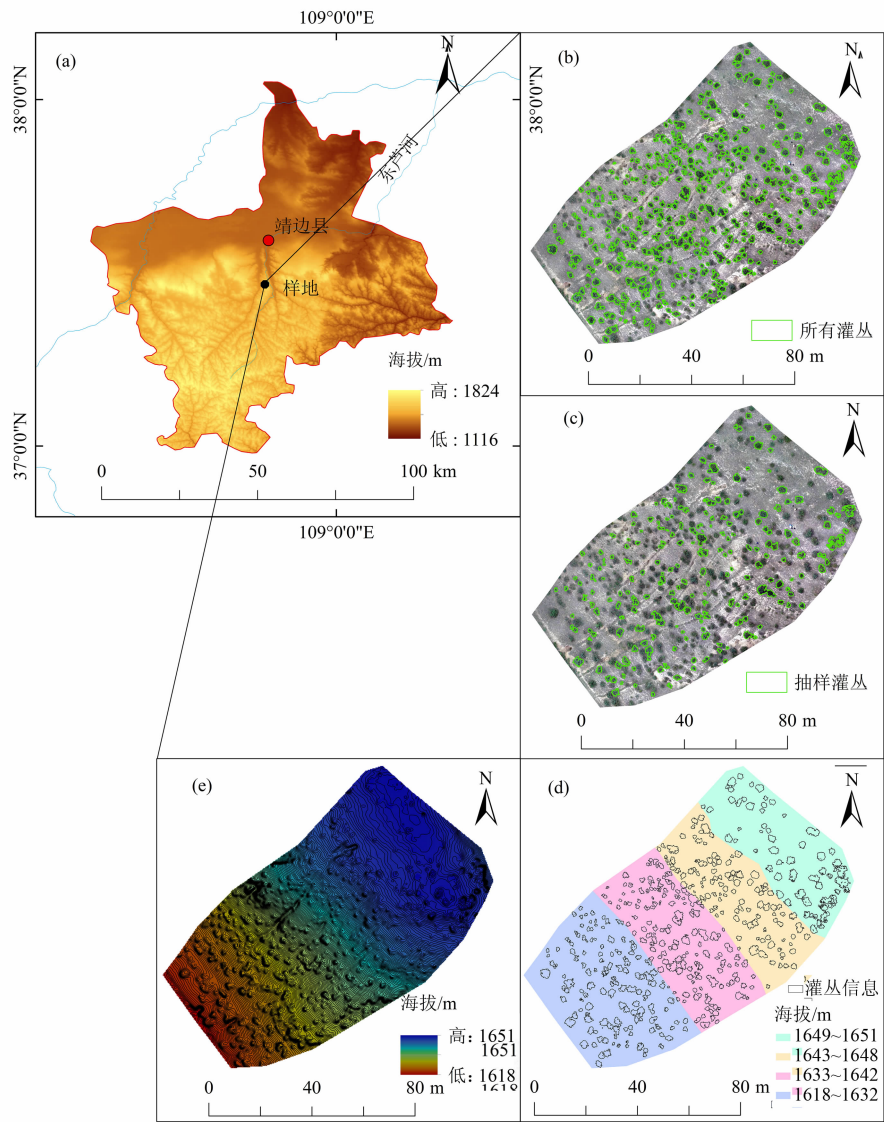 109°0'0"E
(a)
N
38°0'0"N
38°0'0"N
东芦河
靖边县
样地
海拔/m
高：1824
低：1116
37°0'0"N
0 50 100 km
109°0'0"E
(b)
N
所有灌丛
0 40 80 m
(c)
N
抽样灌丛
0 40 80 m
(e)
N
海拔/m
高：1651
1651
低：1618
1618
0 40 80 m
(d)
N
灌丛信息
海拔/m
1649~1651
1643~1648
1633~1642
1618~1632
0 40 80 m